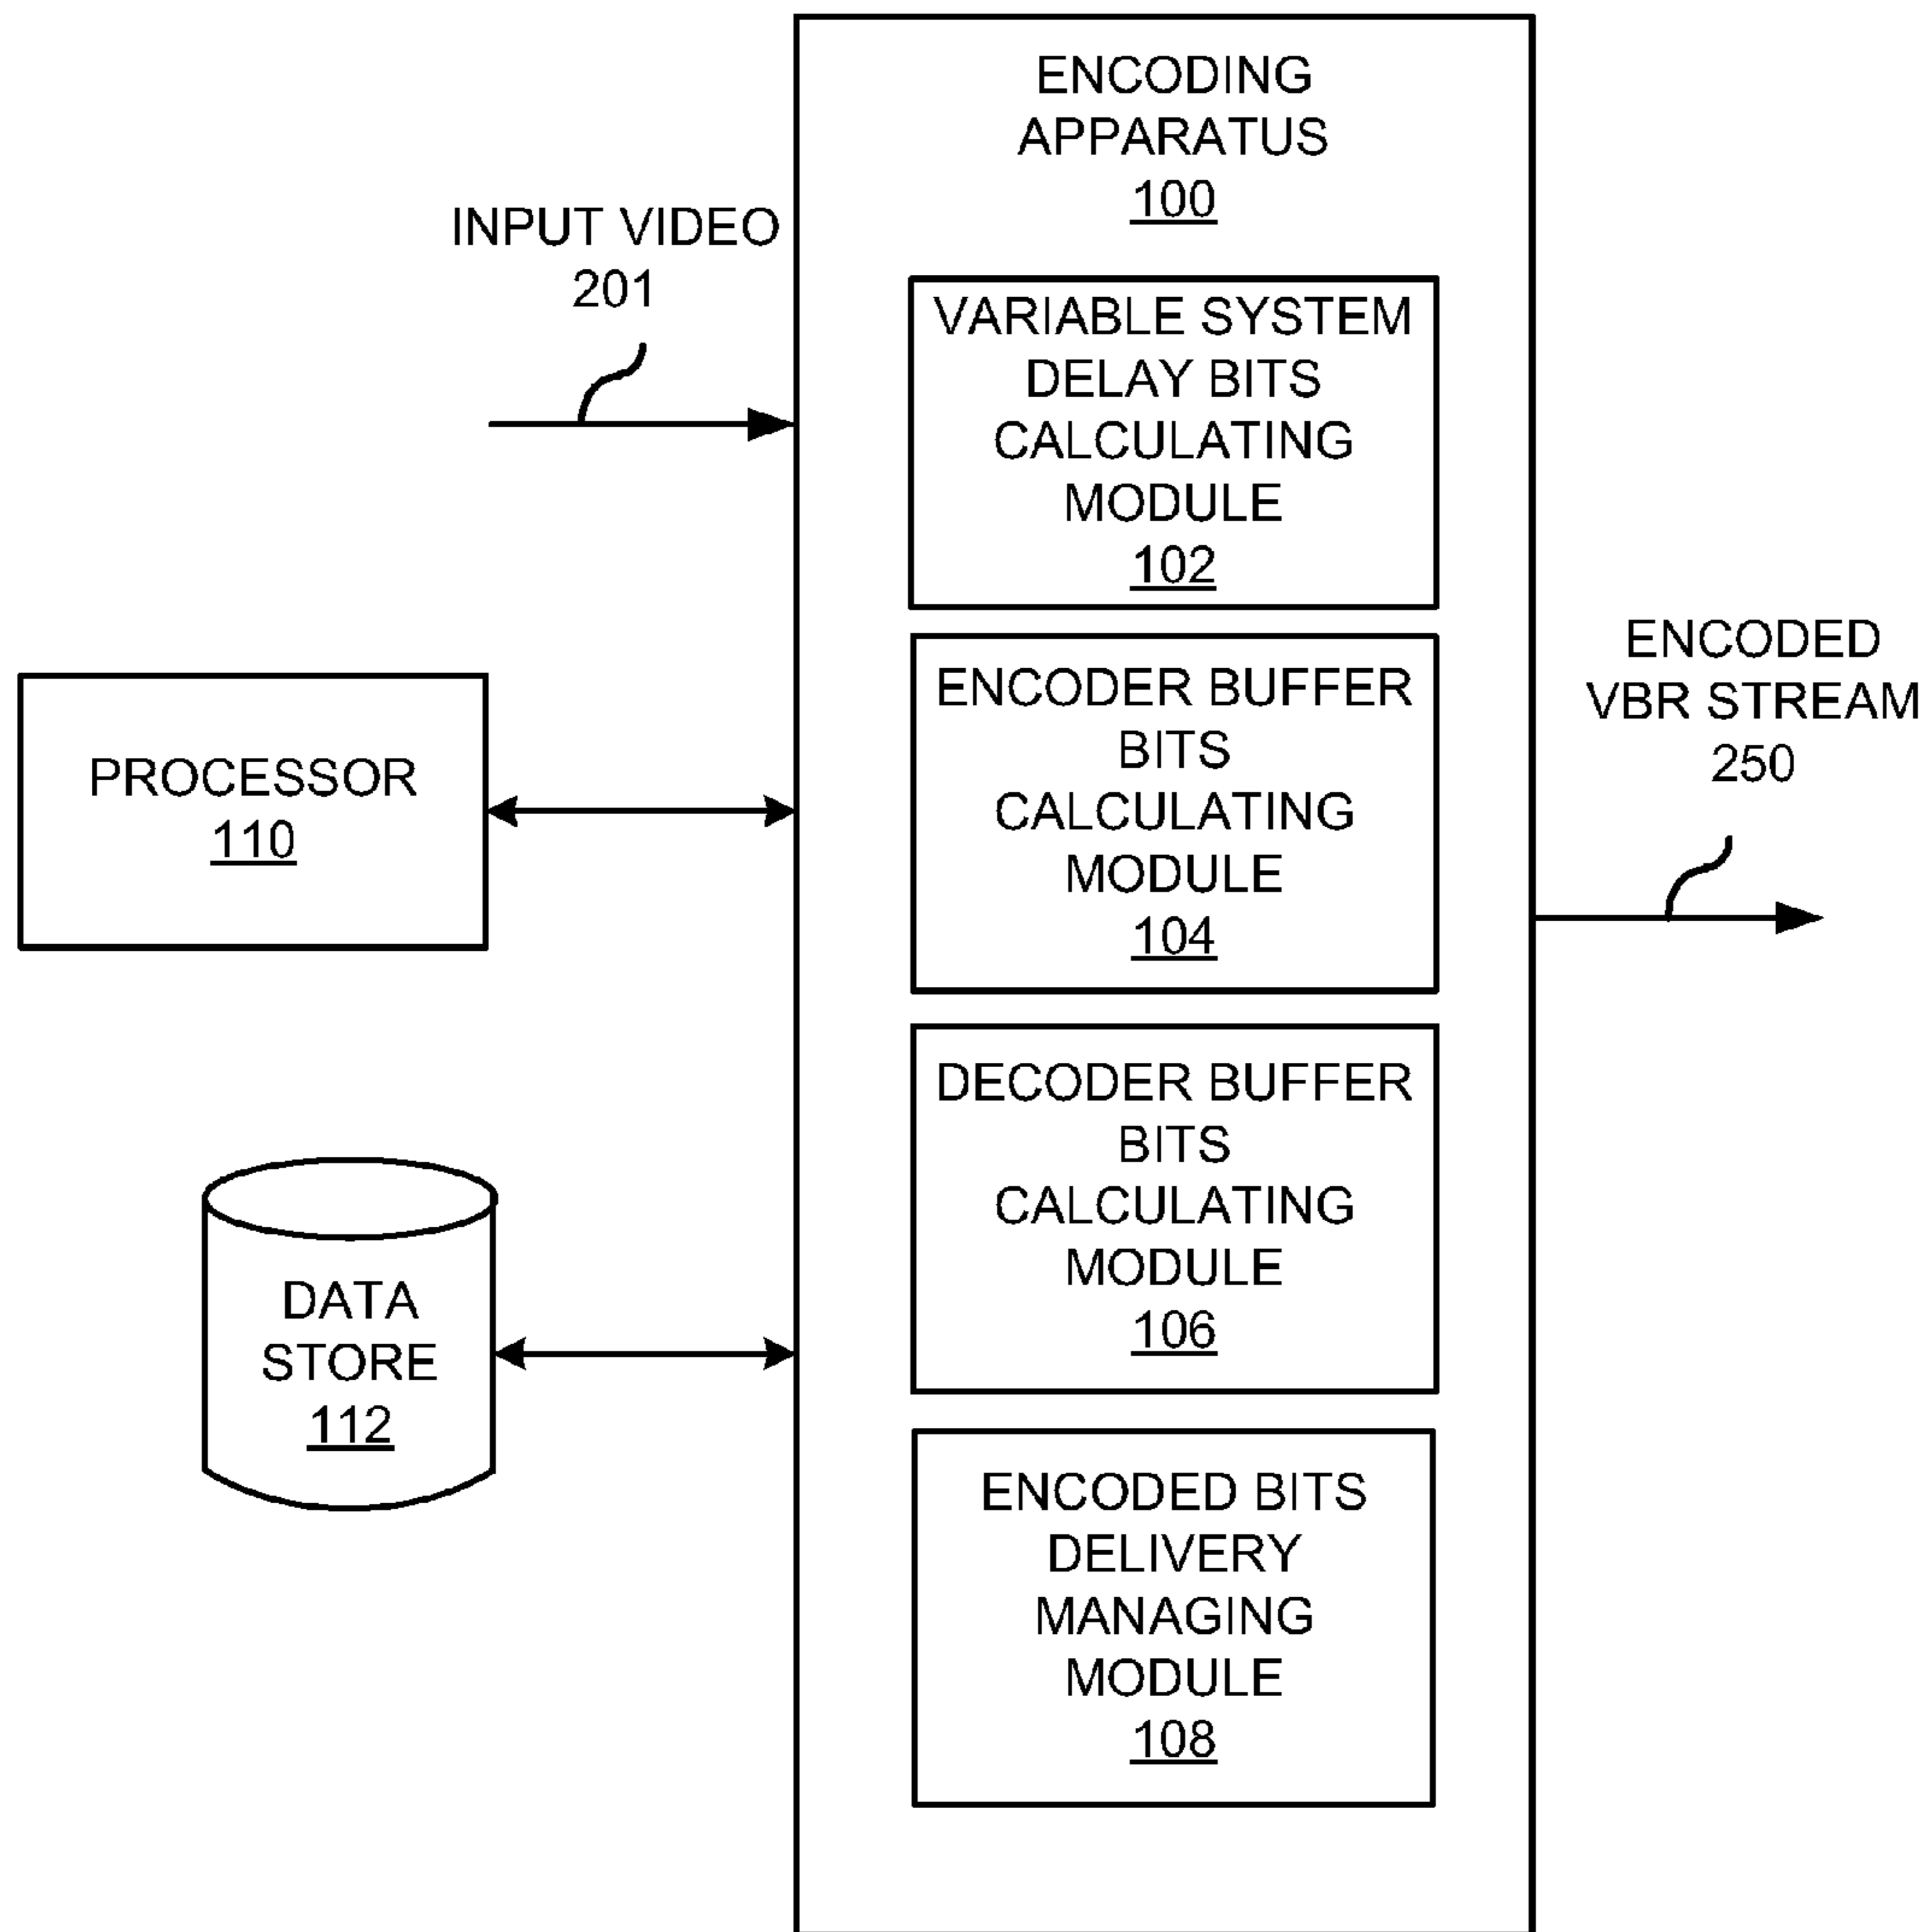 ENCODING
APPARATUS
100
INPUT VIDEO
201
VARIABLE SYSTEM
DELAY BITS
CALCULATING
MODULE
102
ENCODED
VBR STREAM
250
ENCODER BUFFER
BITS
CALCULATING
MODULE
104
PROCESSOR
110
DECODER BUFFER
BITS
CALCULATING
MODULE
106
DATA
STORE
112
ENCODED BITS
DELIVERY
MANAGING
MODULE
108